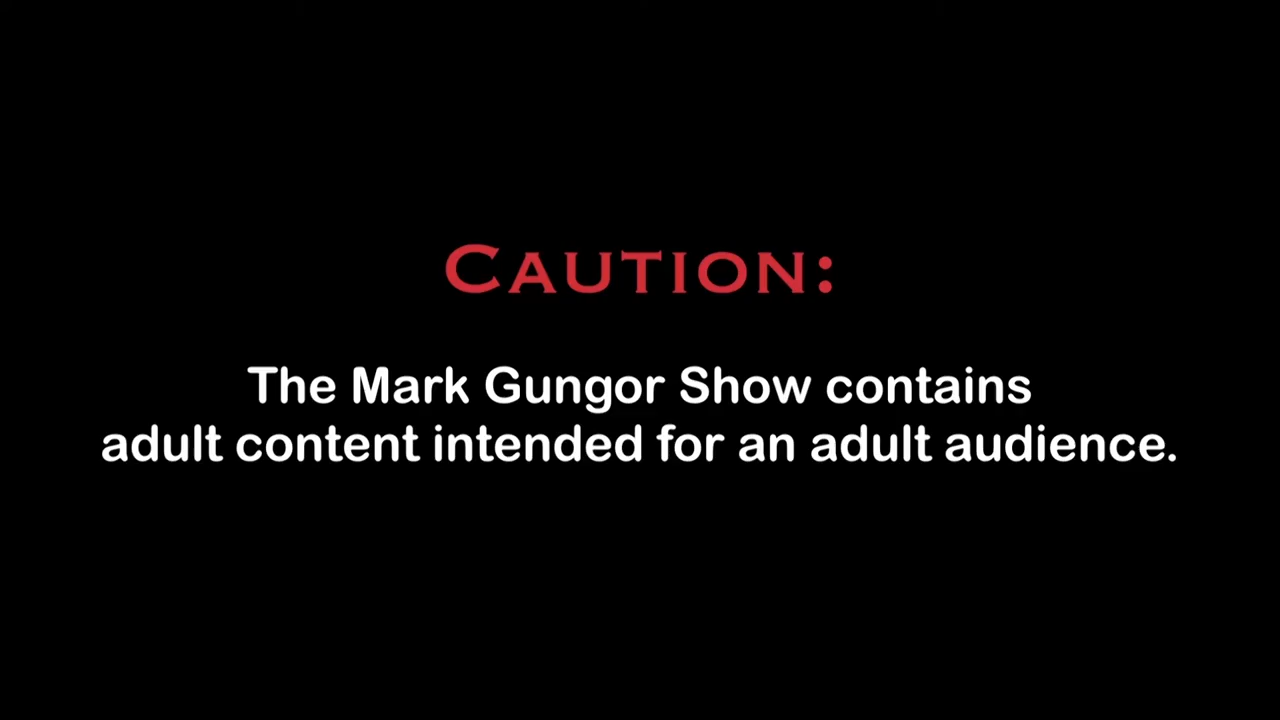 CAUTION:
The Mark Gungor Show contains
adult content intended for an adult audience.